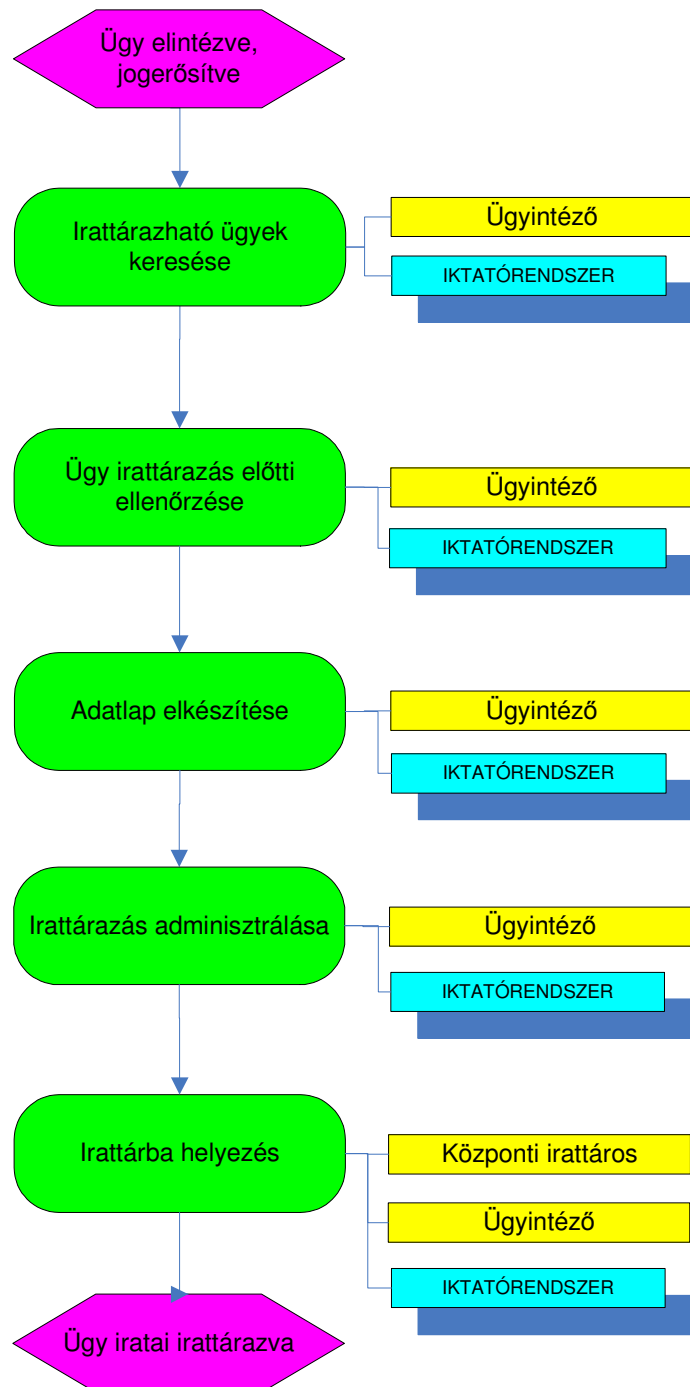 Ügy elintézve,
jogerősítve
Irattárazható ügyek
keresése
Ügyintéző
IKTATÓRENDSZER
Ügy irattárazás előtti
ellenőrzése
Ügyintéző
IKTATÓRENDSZER
Adatlap elkészítése
Ügyintéző
IKTATÓRENDSZER
Irattárazás adminisztrálása
Ügyintéző
IKTATÓRENDSZER
Irattárba helyezés
Központi irattáros
Ügyintéző
IKTATÓRENDSZER
Ügy iratai irattárazva